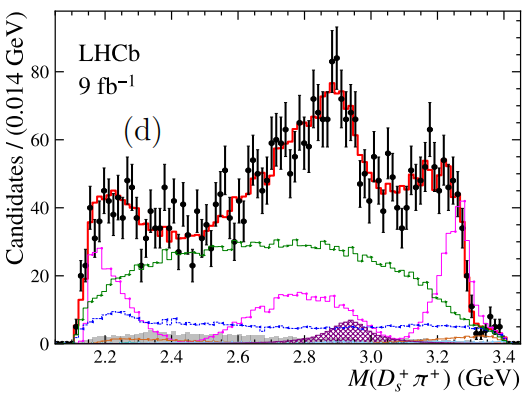 Candidates / (0.014 GeV)
80
60
40
20
0
LHCb
9 fb⁻¹
(d)
2.2 2.4 2.6 2.8 3.0 3.2 3.4
M(D_s^+ π^+) (GeV)